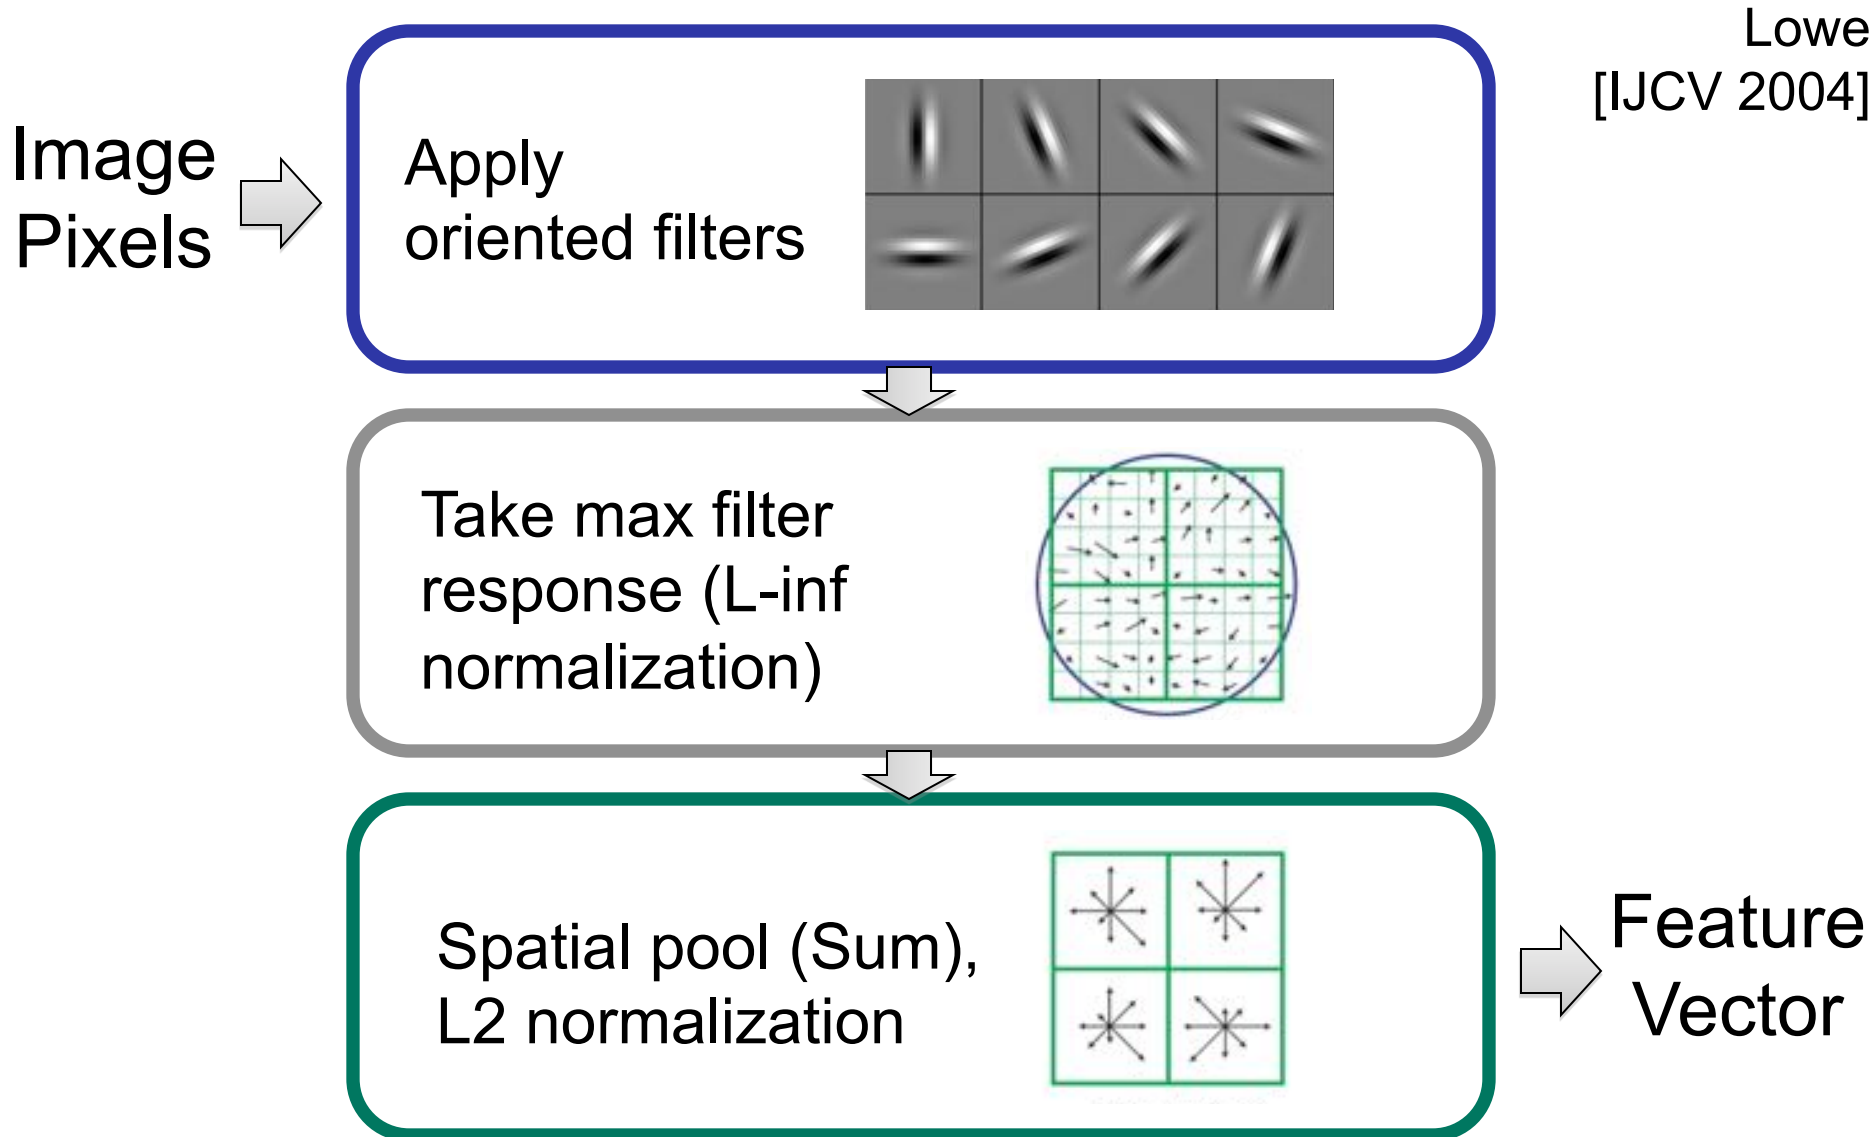 Lowe
[IJCV 2004]
Image
Pixels
Apply
oriented filters
Take max filter
response (L-inf
normalization)
Spatial pool (Sum),
L2 normalization
Feature
Vector